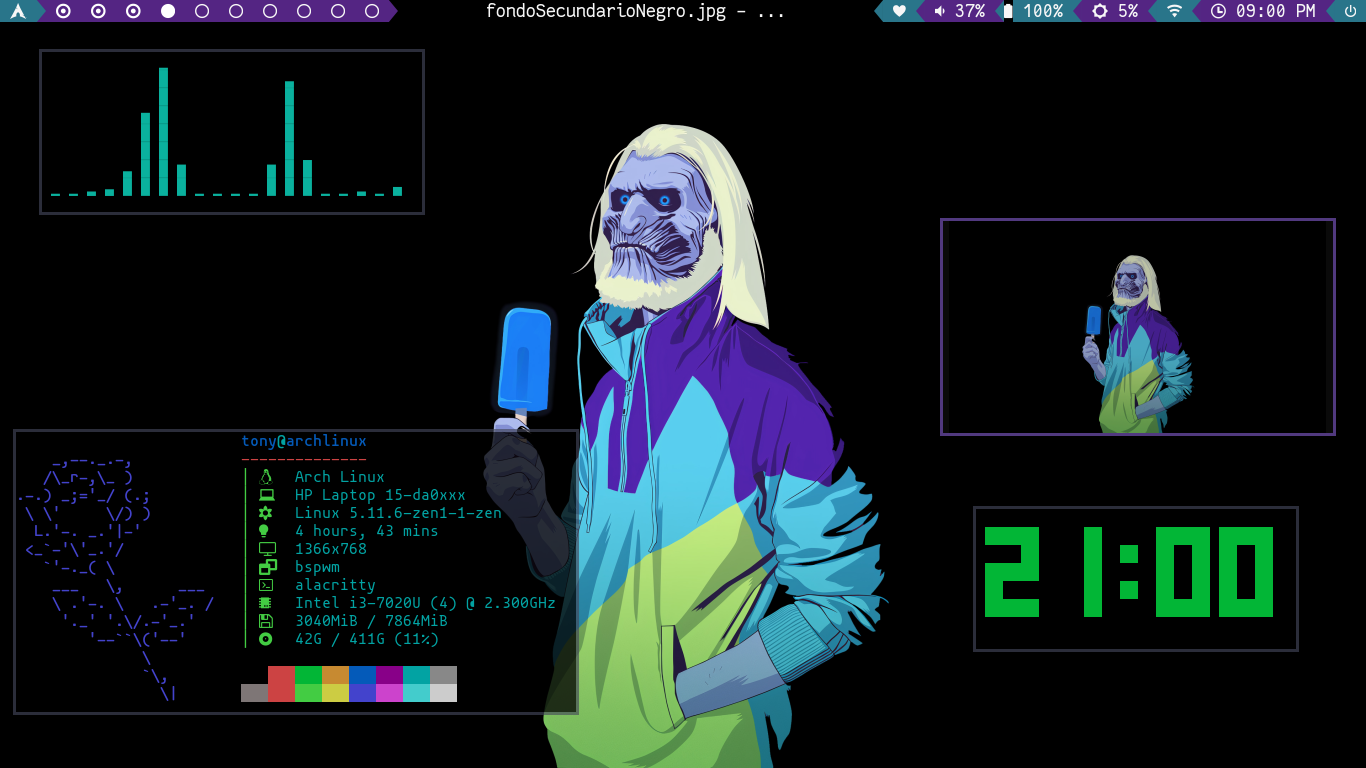 fondoSecundarioNegro.jpg – ...
37%
100%
5%
09:00 PM
tony@archlinux
--------------
Arch Linux
HP Laptop 15-da0xxx
Linux 5.11.6-zen1-1-zen
4 hours, 43 mins
1366x768
bspwm
alacritty
Intel i3-7020U (4) @ 2.300GHz
3040MiB / 7864MiB
42G / 411G (11%)
21:00